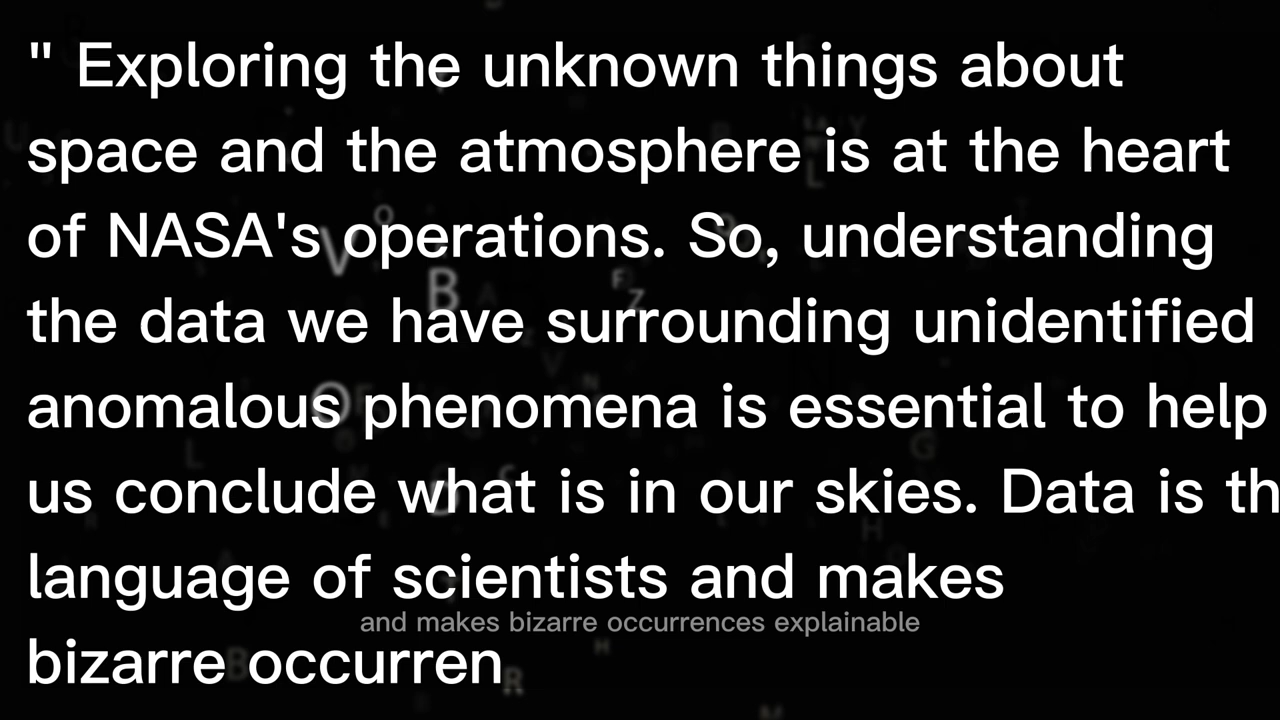 " Exploring the unknown things about
space and the atmosphere is at the heart
of NASA's operations. So, understanding
the data we have surrounding unidentified
anomalous phenomena is essential to help
us conclude what is in our skies. Data is th
language of scientists and makes
and makes bizarre occurrences explainable
bizarre occurren